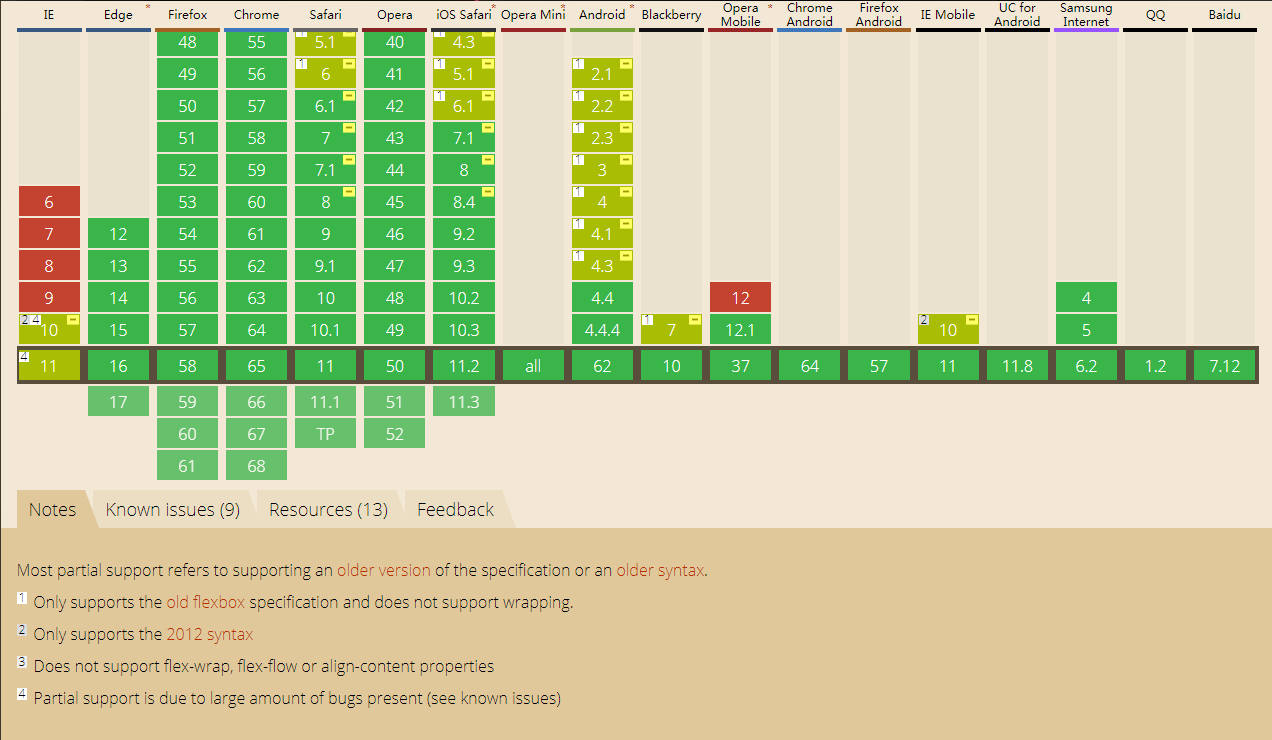 IE Edge * Firefox Chrome Safari Opera iOS Safari * Opera Mini * Android * Blackberry Opera Mobile * Chrome Android Firefox Android IE Mobile UC for Android Samsung Internet QQ Baidu
48 55 1 5.1 40 1 4.3
49 56 1 6 41 1 5.1 1 2.1
50 57 6.1 42 1 6.1 1 2.2
51 58 7 43 7.1 1 2.3
52 59 7.1 44 8 1 3
6 53 60 8 45 8.4 1 4
7 12 54 61 9 46 9.2 1 4.1
8 13 55 62 9.1 47 9.3 1 4.3
9 14 56 63 10 48 10.2 4.4 12 4
2 4 10 15 57 64 10.1 49 10.3 4.4.4 1 7 12.1 2 10 5
4 11 16 58 65 11 50 11.2 all 62 10 37 64 57 11 11.8 6.2 1.2 7.12
17 59 66 11.1 51 11.3
60 67 TP 52
61 68
Notes Known issues (9) Resources (13) Feedback
Most partial support refers to supporting an older version of the specification or an older syntax.
1 Only supports the old flexbox specification and does not support wrapping.
2 Only supports the 2012 syntax
3 Does not support flex-wrap, flex-flow or align-content properties
4 Partial support is due to large amount of bugs present (see known issues)